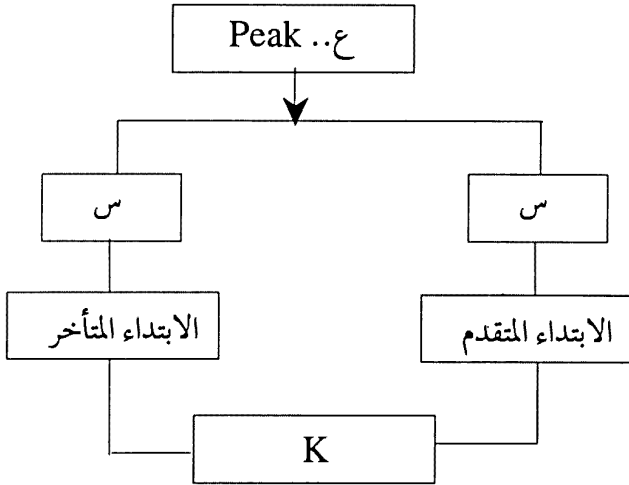 ع.. Peak
س
س
الابتداء المتقدم
الابتداء المتأخر
K